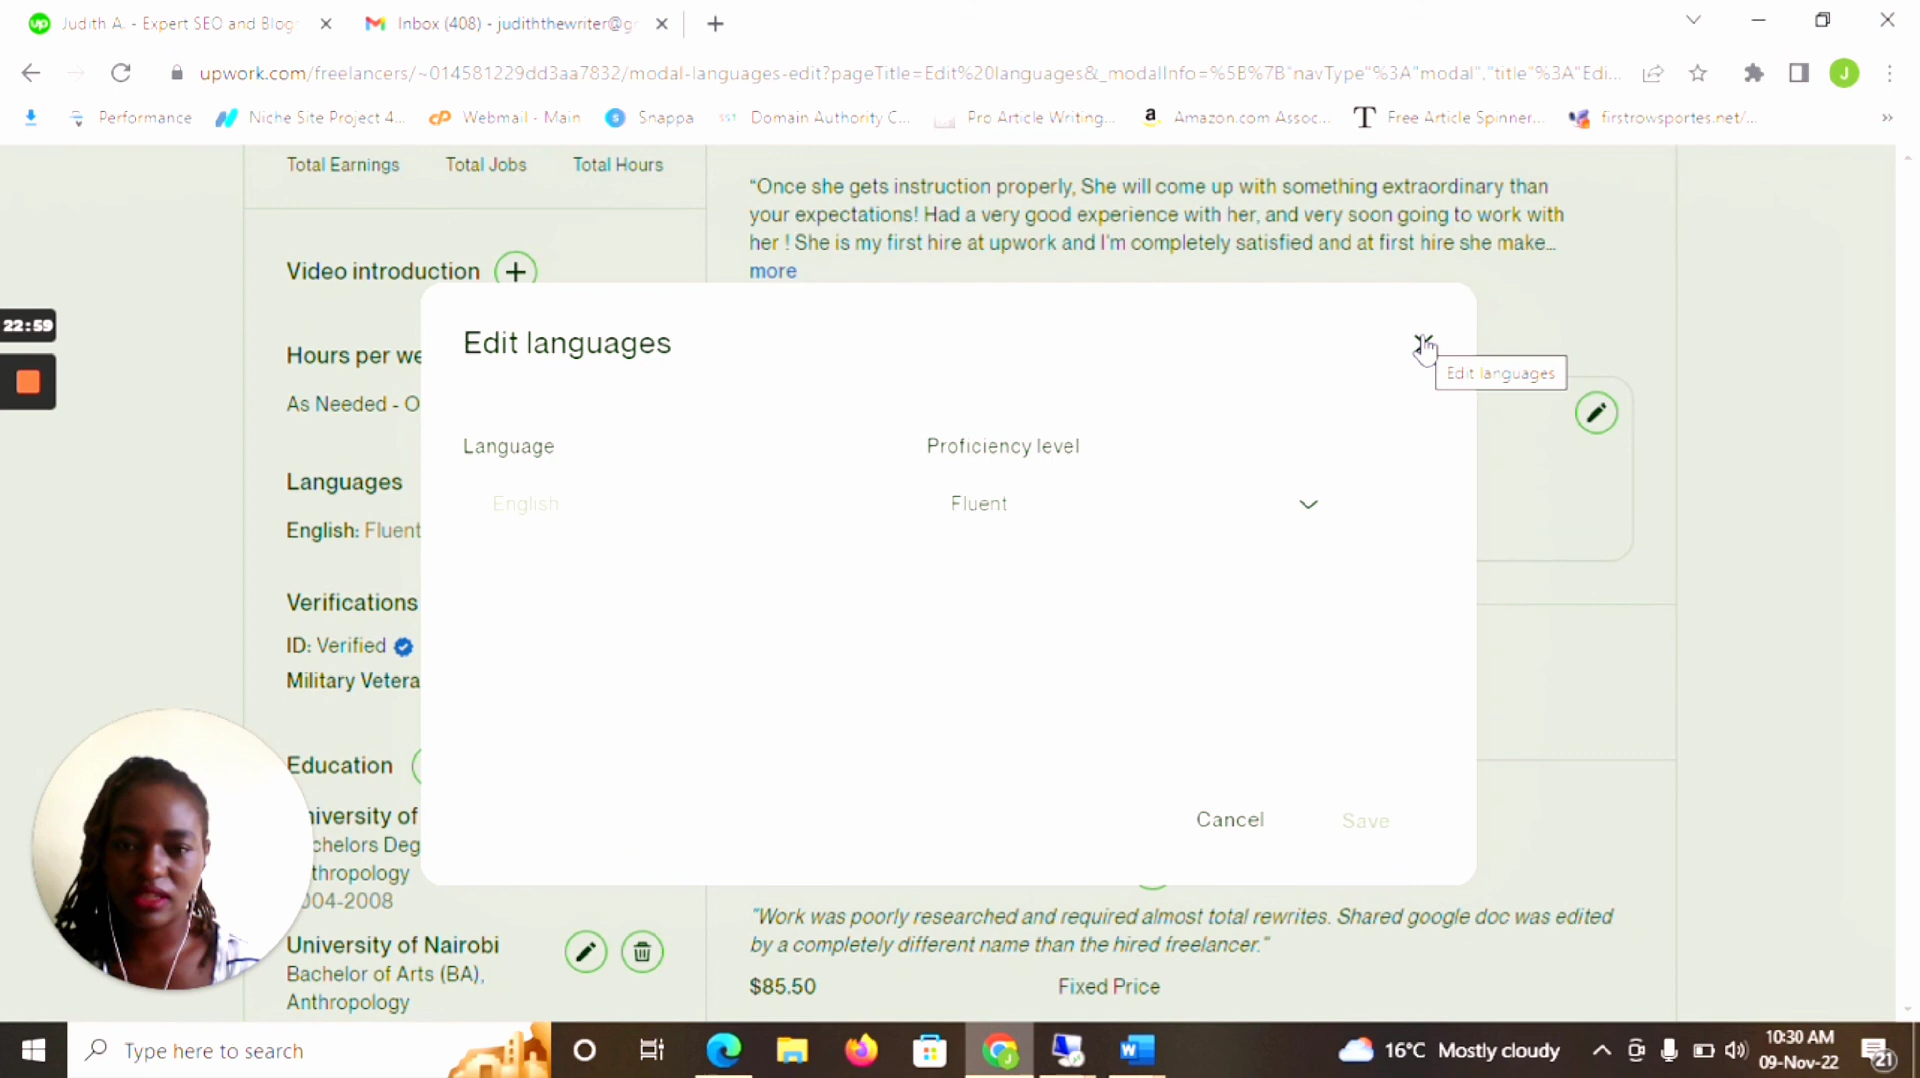 Judith A. - Expert SEO and Blog
Inbox (408) - judiththewriter@g
upwork.com/freelancers/~014581229dd3aa7832/modal-languages-edit?pageTitle=Edit%20languages&_modalInfo=%5B%7B"navType"%3A"modal","title"%3A"Edi...
J
Performance
Niche Site Project 4...
Webmail - Main
Snappa
Domain Authority C...
Pro Article Writing...
Amazon.com Assoc...
Free Article Spinner...
firstrowsportes.net/...
Total Earnings
Total Jobs
Total Hours
"Once she gets instruction properly, She will come up with something extraordinary than
your expectations! Had a very good experience with her, and very soon going to work with
her ! She is my first hire at upwork and I'm completely satisfied and at first hire she make...
more
Video introduction
22:59
Hours per we
As Needed - O
Languages
English: Fluent
Verifications
ID: Verified
Military Vetera
Education
niversity of
chelors Deg
thropology
004-2008
University of Nairobi
Bachelor of Arts (BA),
Anthropology
Edit languages
Edit languages
Language
Proficiency level
English
Fluent
Cancel
Save
"Work was poorly researched and required almost total rewrites. Shared google doc was edited
by a completely different name than the hired freelancer."
$85.50
Fixed Price
Type here to search
16°C Mostly cloudy
10:30 AM
09-Nov-22
21